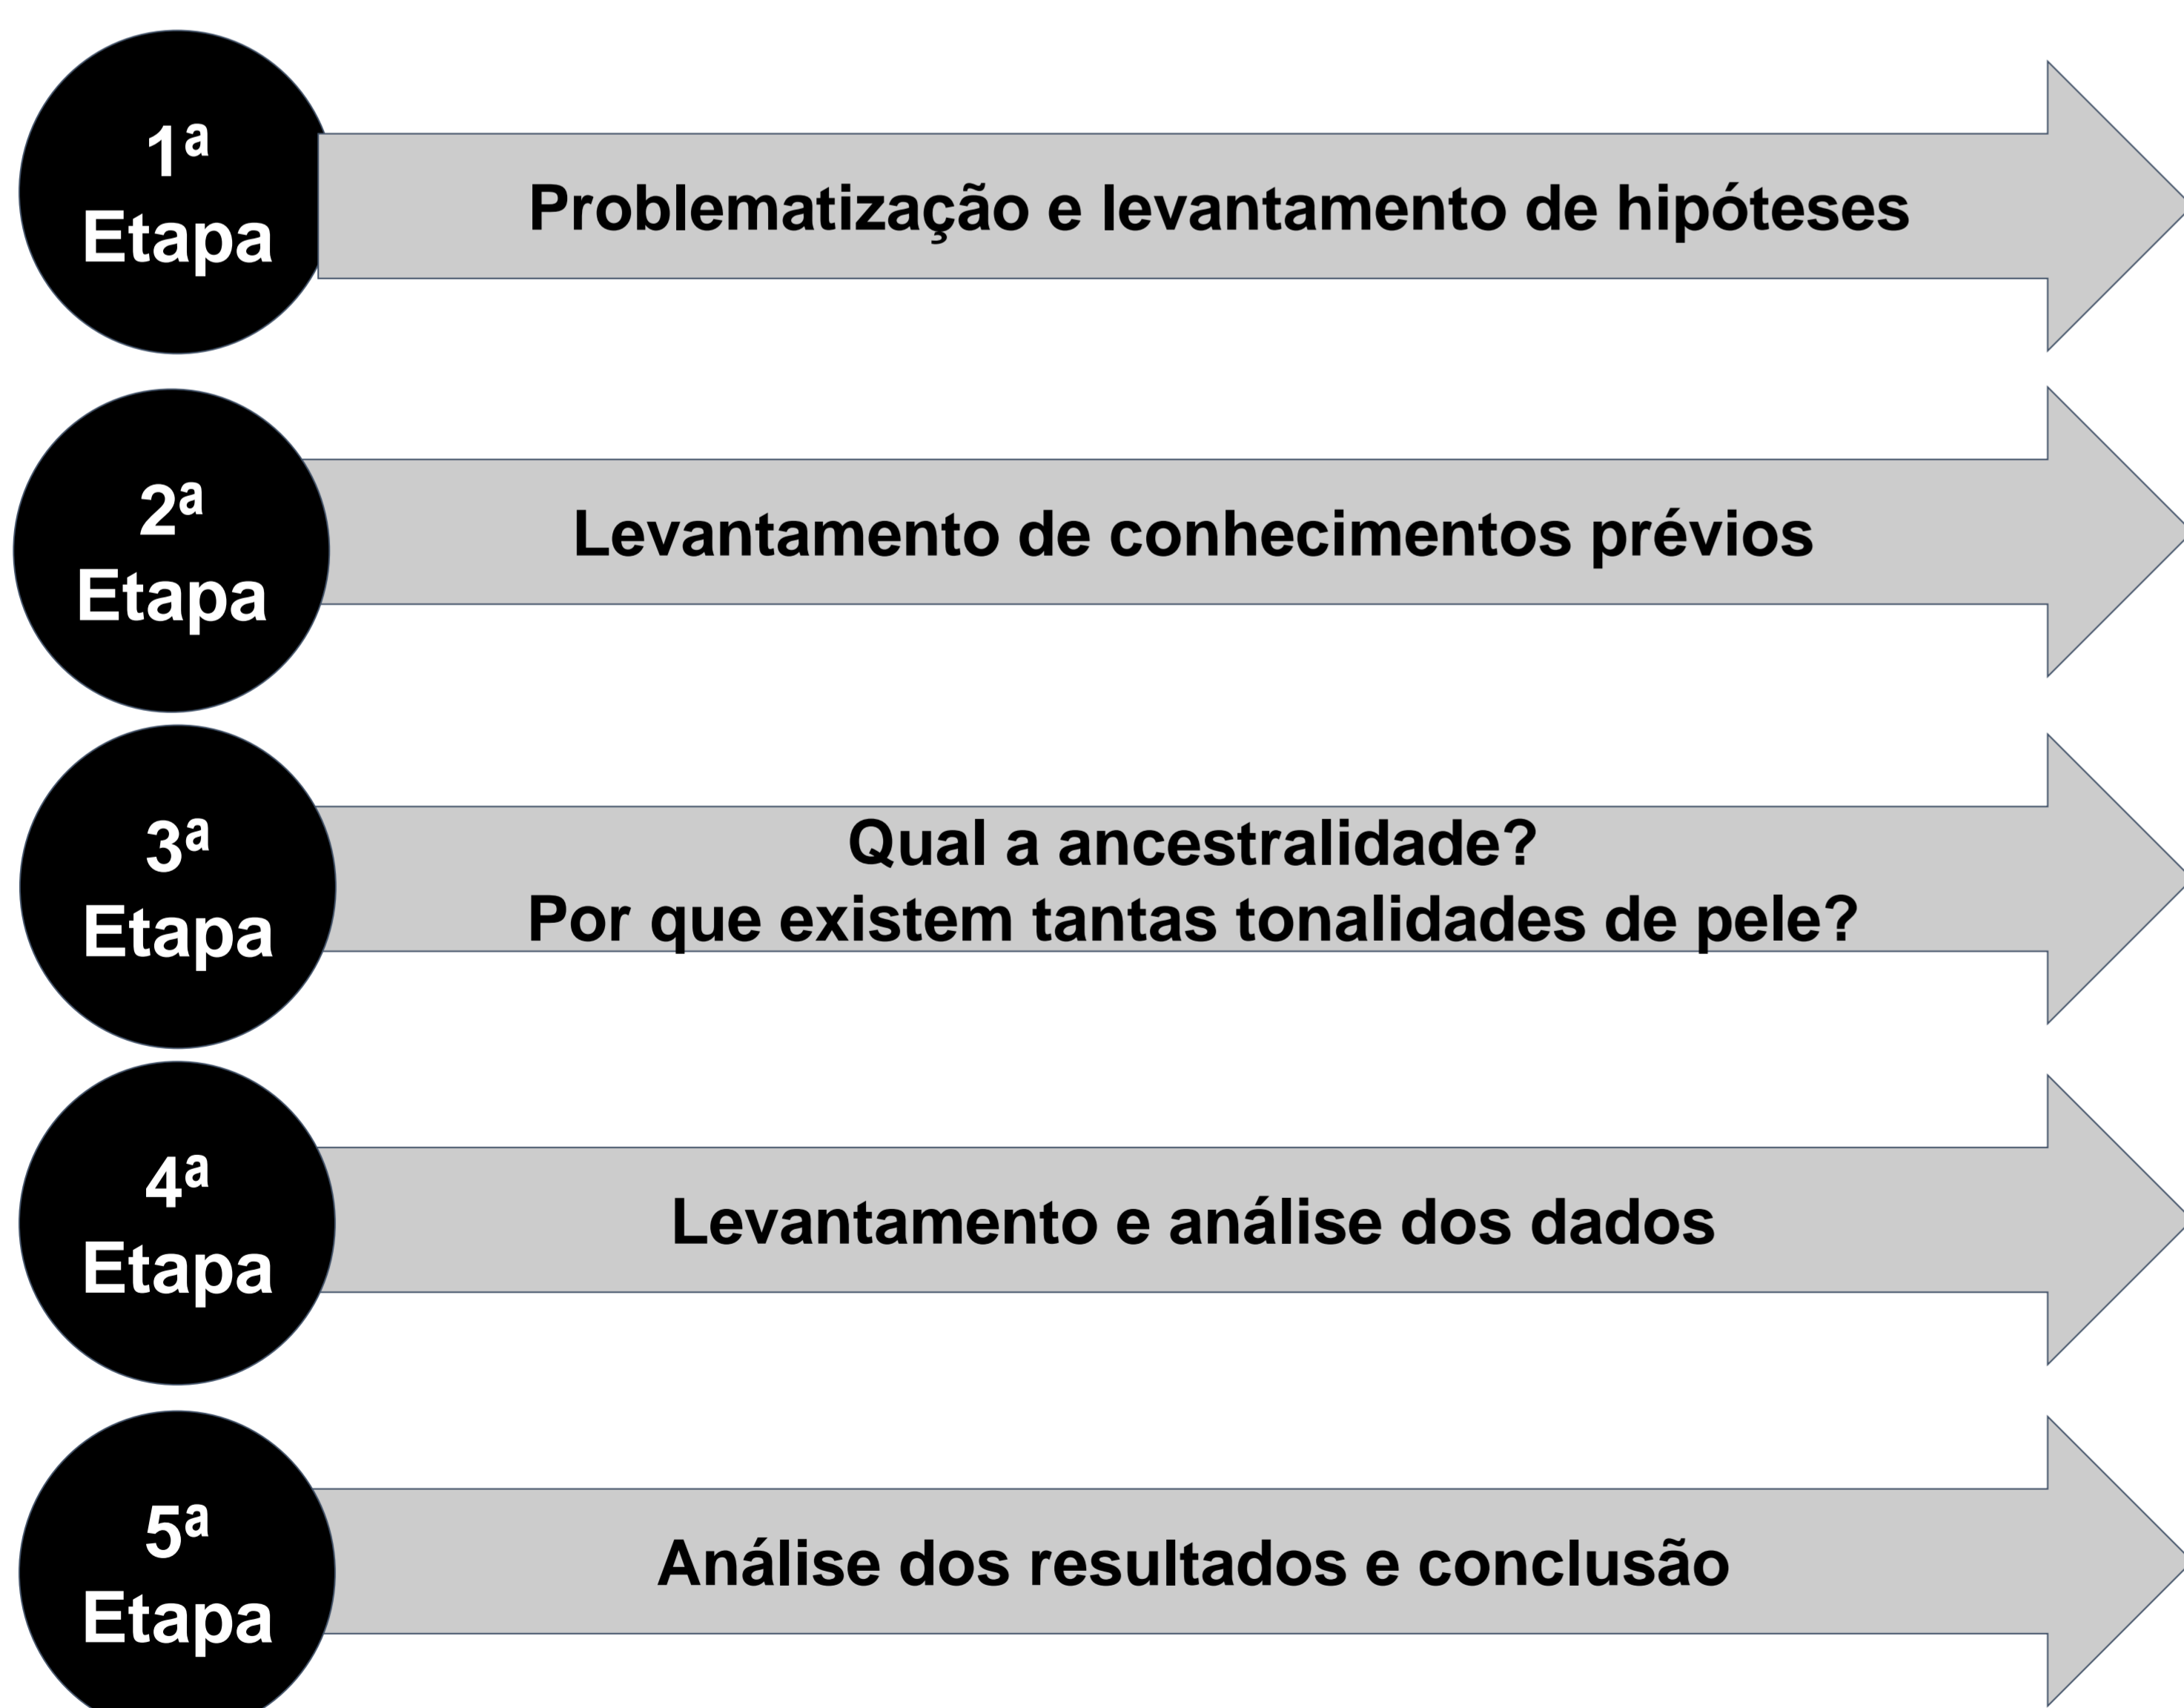 1ª
Etapa
Problematização e levantamento de hipóteses
2ª
Etapa
Levantamento de conhecimentos prévios
3ª
Etapa
Qual a ancestralidade?
Por que existem tantas tonalidades de pele?
4ª
Etapa
Levantamento e análise dos dados
5ª
Etapa
Análise dos resultados e conclusão